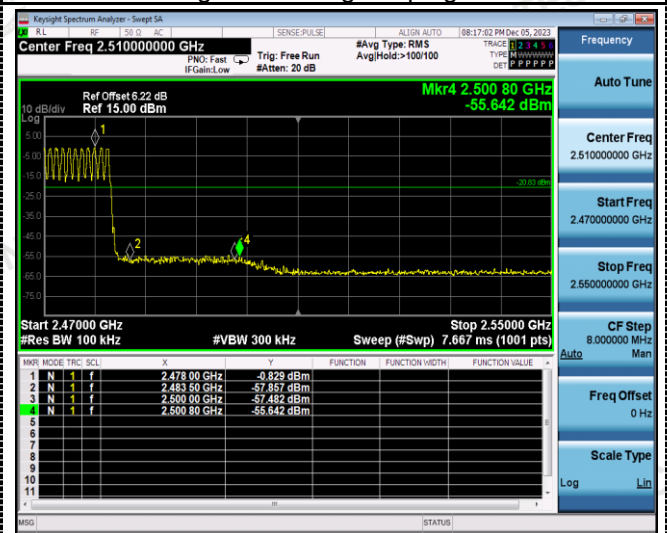 Keysight Spectrum Analyzer - Swept SA
RL RF 50 Ω AC SENSE:PULSE ALIGN AUTO 08:17:02 PM Dec 05, 2023
Center Freq 2.510000000 GHz
PNO: Fast
IFGain:Low
Trig: Free Run
#Atten: 20 dB
#Avg Type: RMS
Avg|Hold:>100/100
TRACE 1 2 3 4 5 6
TYPE M WWWWW
DET P P P P P P
Frequency
Auto Tune
Center Freq
2.510000000 GHz
Start Freq
2.470000000 GHz
Stop Freq
2.550000000 GHz
CF Step
8.000000 MHz
Auto Man
Freq Offset
0 Hz
Scale Type
Log Lin
Mkr4 2.500 80 GHz
-55.642 dBm
Ref Offset 6.22 dB
10 dB/div Ref 15.00 dBm
Log
5.00
-5.00
-15.0
-25.0
-35.0
-45.0
-55.0
-65.0
-75.0
1
2
4
-20.83 dBm
Start 2.47000 GHz Stop 2.55000 GHz
#Res BW 100 kHz #VBW 300 kHz Sweep (#Swp) 7.667 ms (1001 pts)
MKR MODE TRC SCL X Y FUNCTION FUNCTION WIDTH FUNCTION VALUE
1 N 1 f 2.478 00 GHz -0.829 dBm
2 N 1 f 2.483 50 GHz -57.857 dBm
3 N 1 f 2.500 00 GHz -57.482 dBm
4 N 1 f 2.500 80 GHz -55.642 dBm
5
6
7
8
9
10
11
MSG STATUS